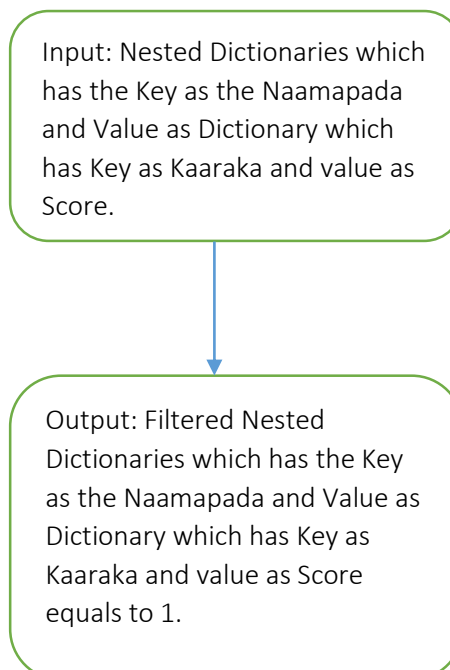 Input: Nested Dictionaries which
has the Key as the Naamapada
and Value as Dictionary which
has Key as Kaaraka and value as
Score.
Output: Filtered Nested
Dictionaries which has the Key
as the Naamapada and Value as
Dictionary which has Key as
Kaaraka and value as Score
equals to 1.